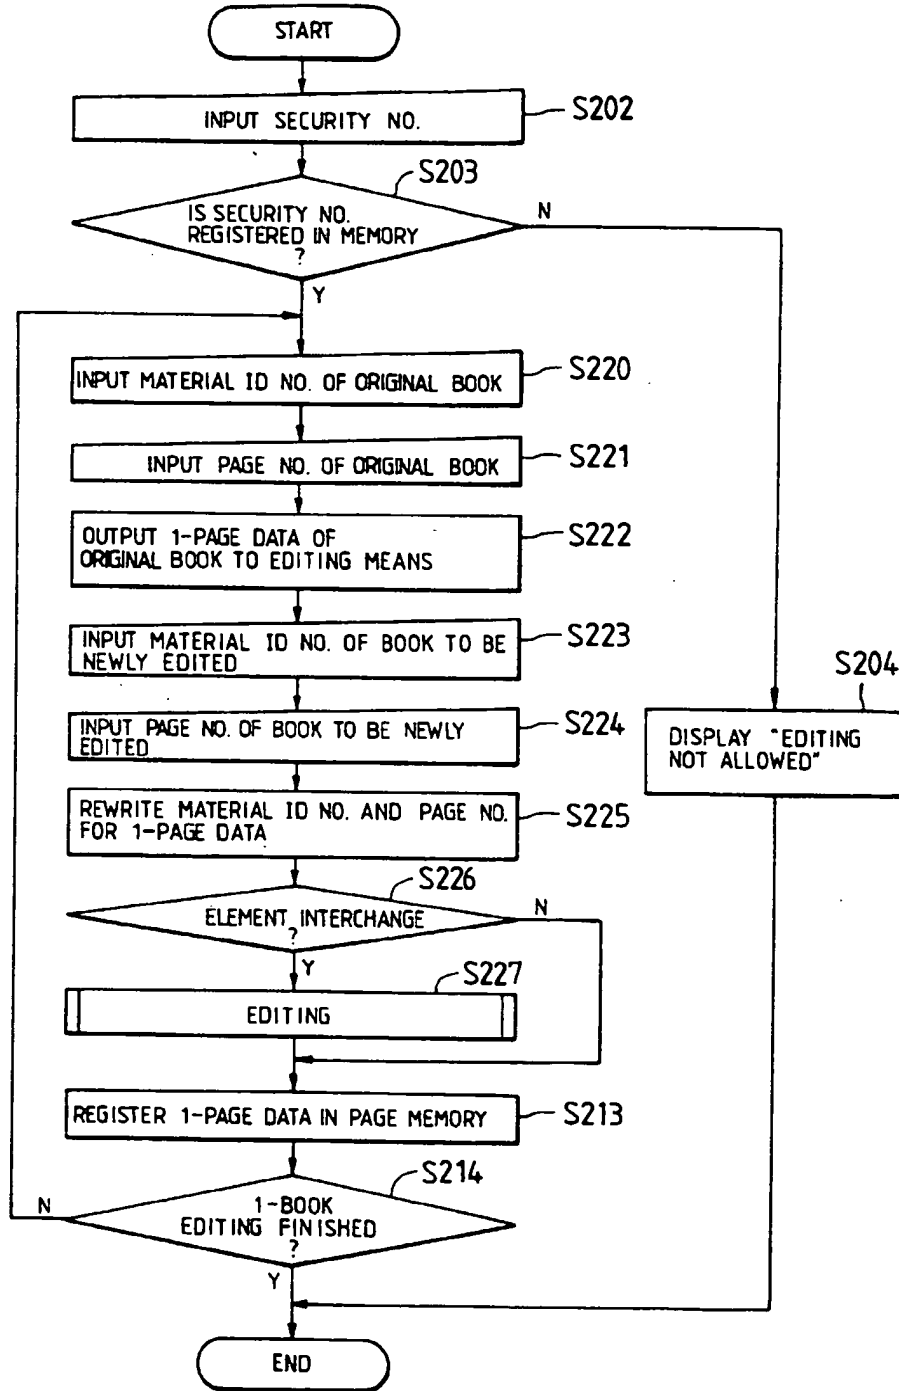 START
INPUT SECURITY NO.
S202
S203
IS SECURITY NO.
REGISTERED IN MEMORY
?
N
Y
INPUT MATERIAL ID NO. OF ORIGINAL BOOK
S220
INPUT PAGE NO. OF ORIGINAL BOOK
S221
OUTPUT 1-PAGE DATA OF
ORIGINAL BOOK TO EDITING MEANS
S222
INPUT MATERIAL ID NO. OF BOOK TO BE
NEWLY EDITED
S223
INPUT PAGE NO. OF BOOK TO BE NEWLY
EDITED
S224
S204
DISPLAY "EDITING
NOT ALLOWED"
REWRITE MATERIAL ID NO. AND PAGE NO.
FOR 1-PAGE DATA
S225
S226
ELEMENT INTERCHANGE
?
N
Y
S227
EDITING
REGISTER 1-PAGE DATA IN PAGE MEMORY
S213
S214
1-BOOK
EDITING FINISHED
?
N
Y
END